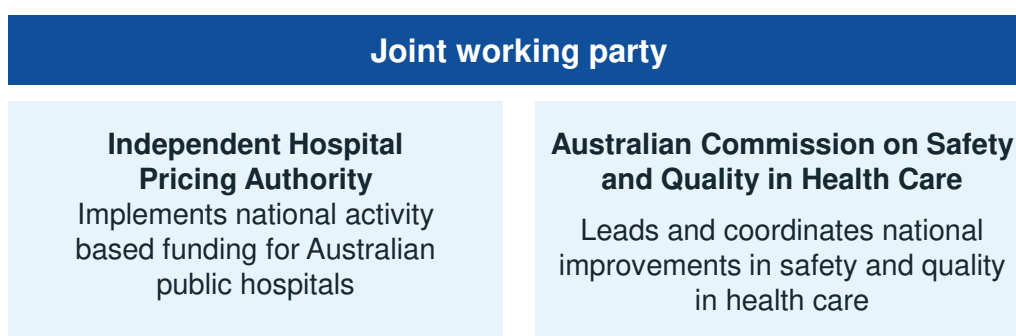 Joint working party
Independent Hospital
Pricing Authority
Implements national activity
based funding for Australian
public hospitals
Australian Commission on Safety
and Quality in Health Care
Leads and coordinates national
improvements in safety and quality
in health care